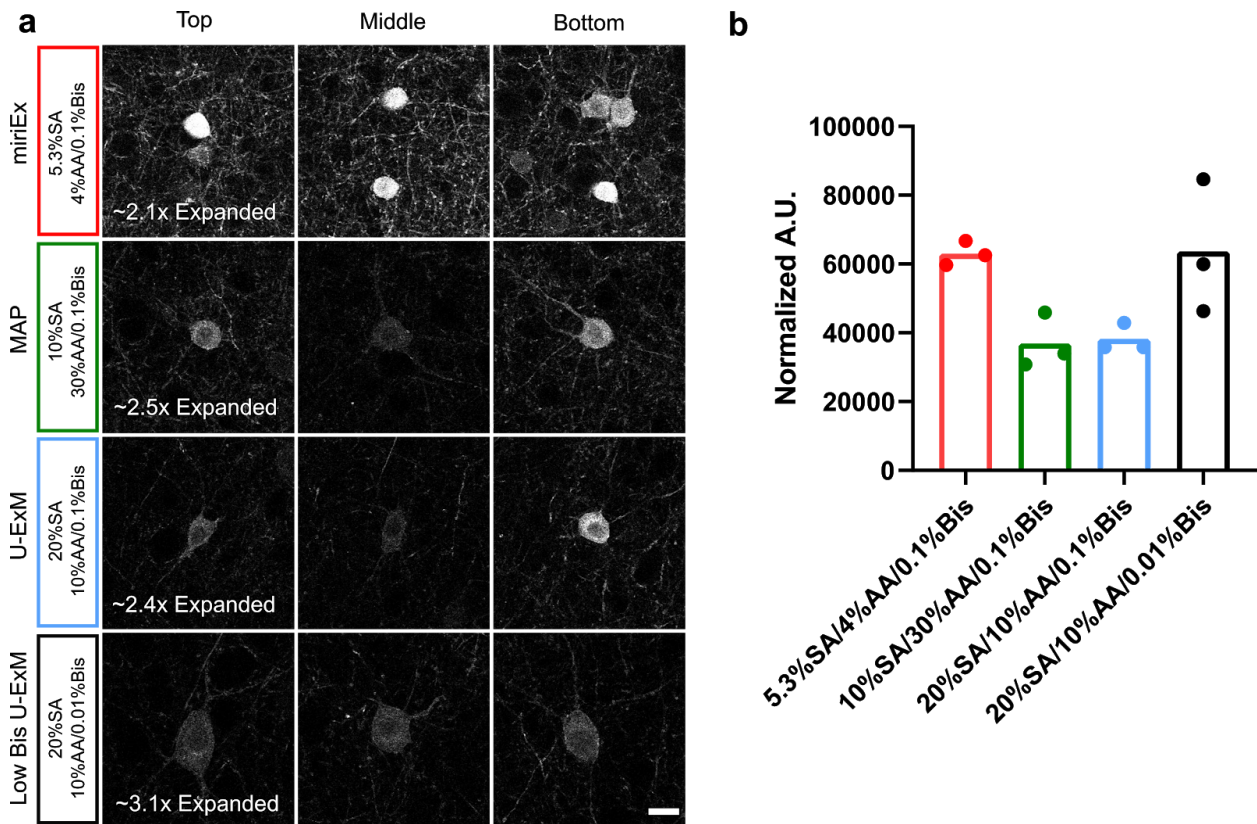 a
Top
Middle
Bottom
miriEx
5.3%SA
4%AA/0.1%Bis
~2.1x Expanded
MAP
10%SA
30%AA/0.1%Bis
~2.5x Expanded
U-ExM
20%SA
10%AA/0.1%Bis
~2.4x Expanded
Low Bis U-ExM
20%SA
10%AA/0.01%Bis
~3.1x Expanded
b
Normalized A.U.
100000
80000
60000
40000
20000
0
5.3%SA/4%AA/0.1%Bis
10%SA/30%AA/0.1%Bis
20%SA/10%AA/0.1%Bis
20%SA/10%AA/0.01%Bis